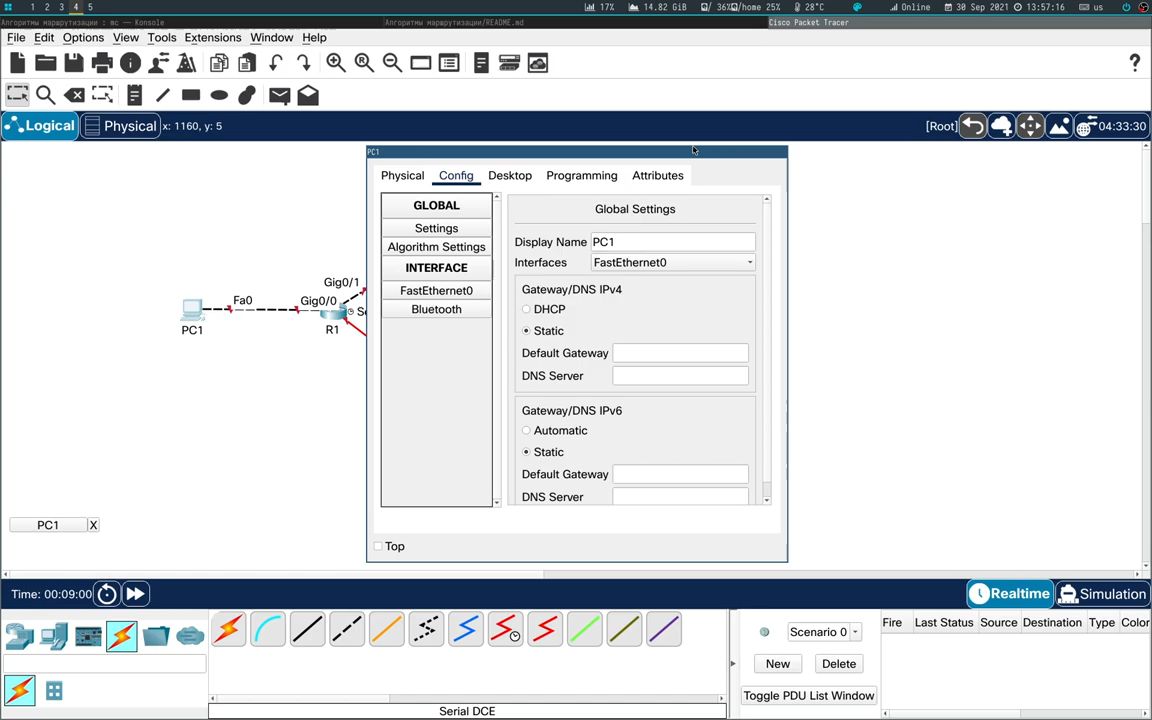 1 2 3 4 5 17% 14.82 GiB / 36% /home 25% 28°C Online 30 Sep 2021 13:57:16 us
Алгоритмы маршрутизации : mc — Konsole Алгоритмы маршрутизации/README.md Cisco Packet Tracer
File Edit Options View Tools Extensions Window Help
?
Logical Physical x: 1160, y: 5 [Root] 04:33:30
PC1
Physical Config Desktop Programming Attributes
GLOBAL
Settings
Algorithm Settings
INTERFACE
FastEthernet0
Bluetooth
Global Settings
Display Name PC1
Interfaces FastEthernet0
Gateway/DNS IPv4
DHCP
Static
Default Gateway
DNS Server
Gateway/DNS IPv6
Automatic
Static
Default Gateway
DNS Server
Top
Gig0/1
Fa0 Gig0/0 Se
PC1 R1
PC1 X
Time: 00:09:00 Realtime Simulation
Scenario 0
New Delete
Toggle PDU List Window
Fire Last Status Source Destination Type Color
Serial DCE